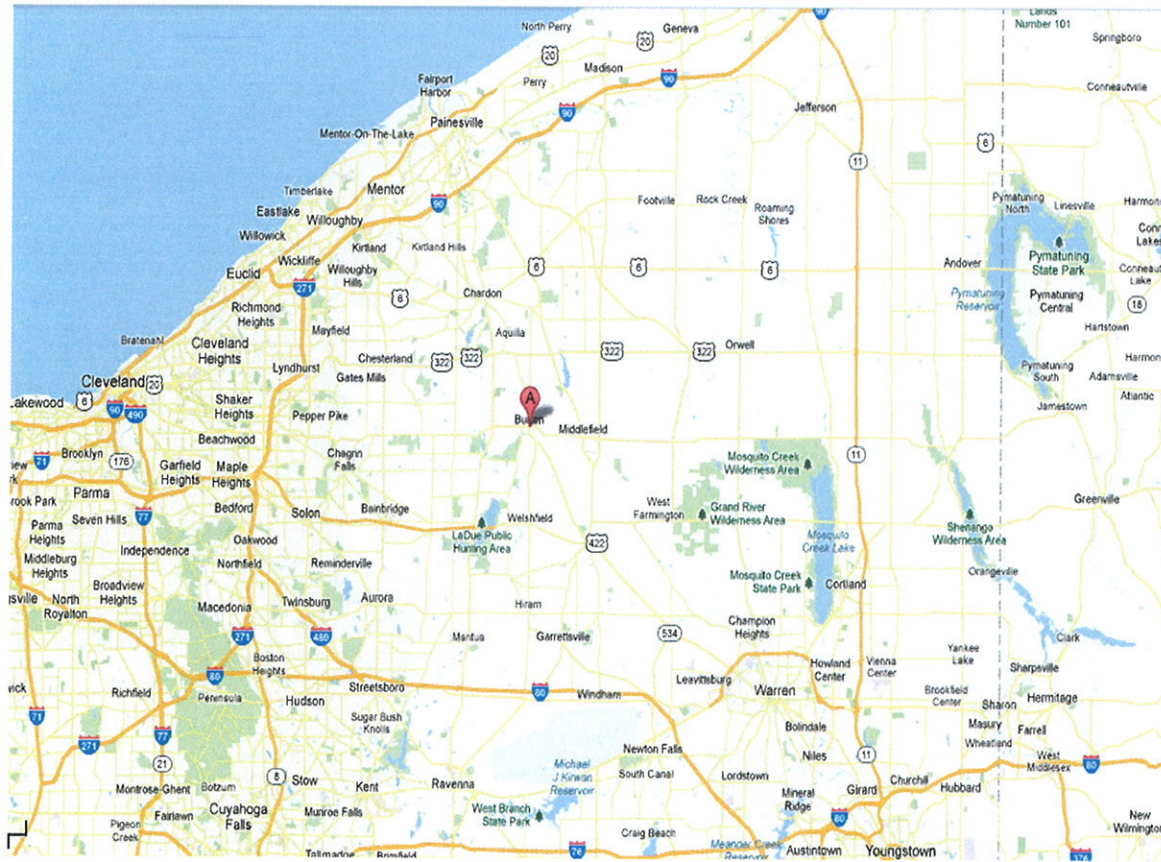 Lands
Number 101
90
North Perry
Geneva
20
20
Springboro
Madison
Perry
90
Fairport
Harbor
Conneautville
90
Jefferson
Painesville
Mentor-On-The-Lake
6
11
Timberlake
Mentor
90
Footville
Rock Creek
Roaming
Shores
Pymatuning
North
Linesville
Eastlake
Willoughby
Willowick
Kirtland
Kirtland Hills
Wickliffe
Euclid
Willoughby
Hills
271
6
6
6
6
Andover
Pymatuning
State Park
Pymatuning
Reservoir
Pymatuning
Central
Conneaut
Lake
18
Hartstown
Chardon
Richmond
Heights
Mayfield
Aquilla
Bratenahl
Cleveland
Heights
Lyndhurst
Chesterland
322
322
322
322
Orwell
Gates Mills
Pymatuning
South
Adamsville
Jamestown
Atlantic
Cleveland
20
6
Lakewood
90
490
Shaker
Heights
Pepper Pike
A
Middlefield
Beachwood
Brooklyn
71
176
Garfield
Heights
Maple
Heights
Chagrin
Falls
Mosquito Creek
Wilderness Area
11
Parma
Seven Hills
77
Bedford
Solon
Bainbridge
Welshfield
LaDue Public
Hunting Area
West
Farmington
Grand River
Wilderness Area
Greenville
Shenango
Wilderness Area
Parma
Heights
Independence
Oakwood
422
Mosquito
Creek Lake
Orangeville
Middleburg
Heights
Northfield
Reminderville
Mosquito Creek
State Park
Cortland
Broadview
Heights
North
Royalton
Macedonia
Twinsburg
Aurora
Hiram
Champion
Heights
271
480
Mantua
Garrettsville
534
Clark
Boston
Heights
80
Streetsboro
80
Windham
Leavittsburg
Howland
Center
Vienna
Center
Yankee
Lake
Sharpsville
Richfield
Peninsula
Hudson
Warren
Brookfield
Center
Sharon
Hermitage
71
Sugar Bush
Knolls
Bolindale
Masury
Farrell
271
77
Wheatland
21
8
Stow
Newton Falls
Niles
11
West
Middlesex
80
Montrose-Ghent
Botzum
Kent
Ravenna
Michael
J Kirwan
Reservoir
South Canal
Lordstown
Churchill
Girard
Hubbard
Mineral
Ridge
Cuyahoga
Falls
Munroe Falls
West Branch
State Park
80
New
Wilmington
Fairlawn
Pigeon
Creek
Craig Beach
Meander Creek
Reservoir
Austintown
Youngstown
Tallmadge
Brimfield
76
376